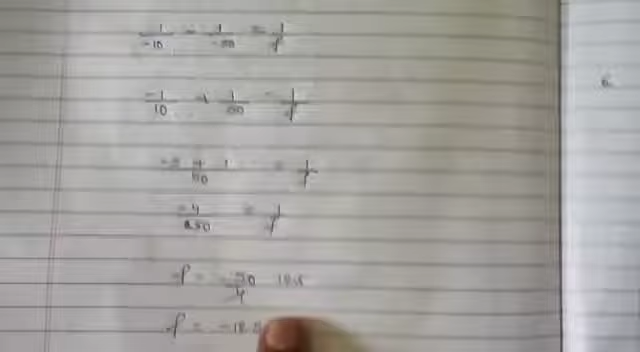 1/-10 - 1/-50 = 1/f
-1/10 + 1/50 = 1/f
-5 + 1/50 = 1/f
-4/50 = 1/f
f = -50/4
f = -12.5